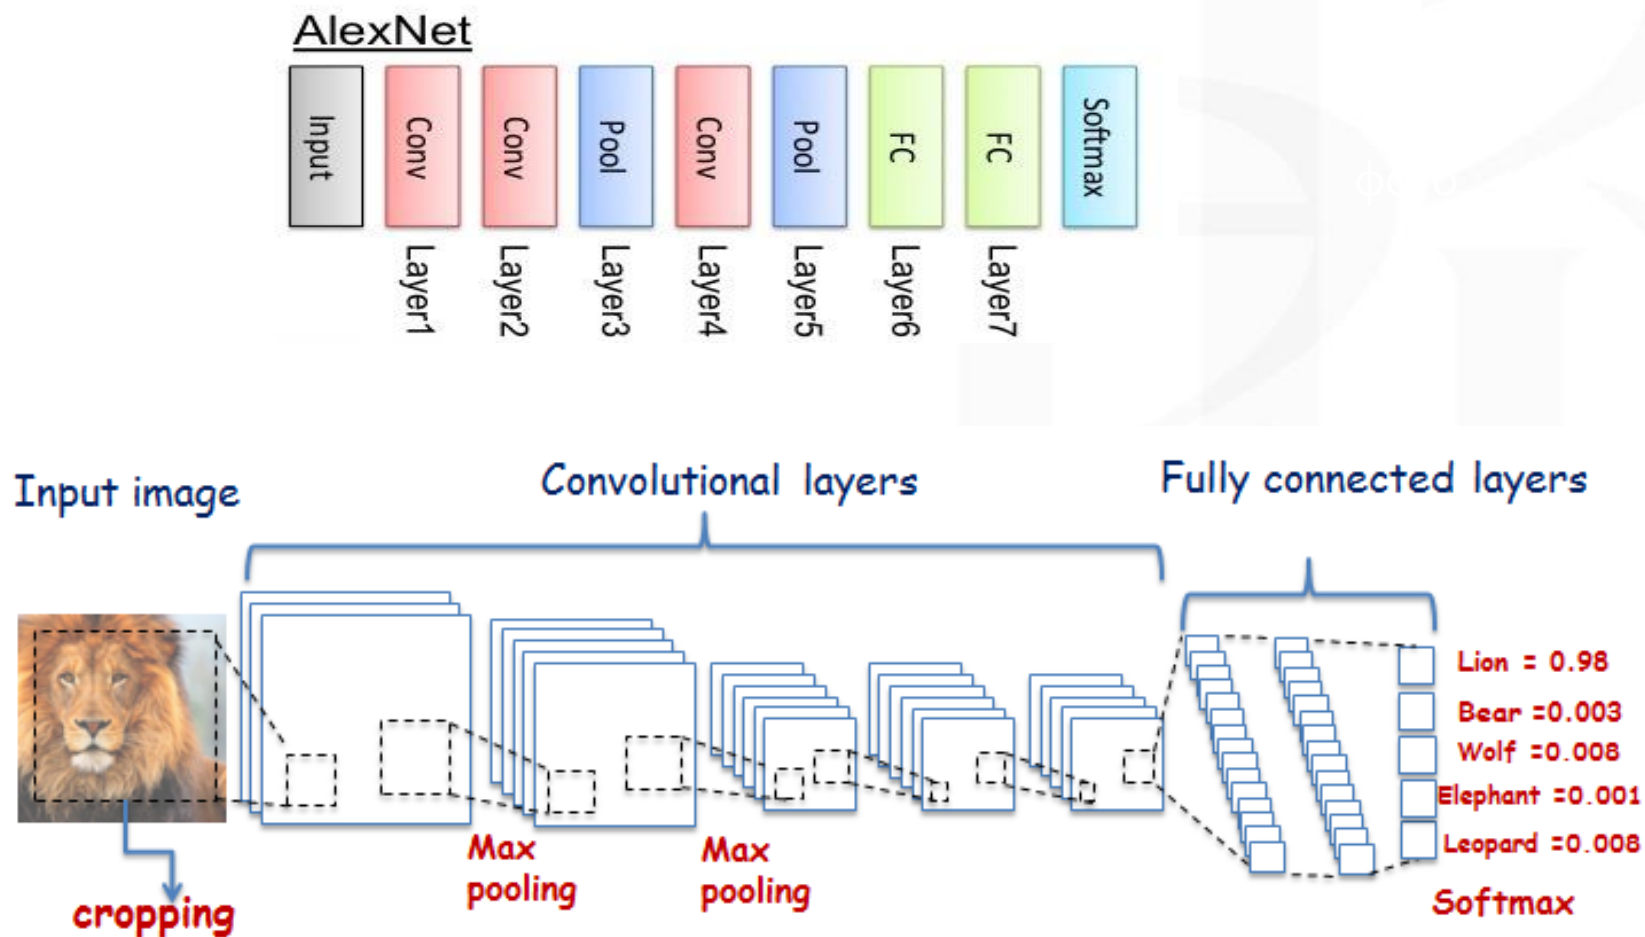 AlexNet
Input
Conv
Conv
Pool
Conv
Pool
FC
FC
Softmax
Layer1
Layer2
Layer3
Layer4
Layer5
Layer6
Layer7
Input image
Convolutional layers
Fully connected layers
Lion = 0.98
Bear =0.003
Wolf =0.008
Elephant =0.001
Leopard =0.008
Max
pooling
Max
pooling
cropping
Softmax